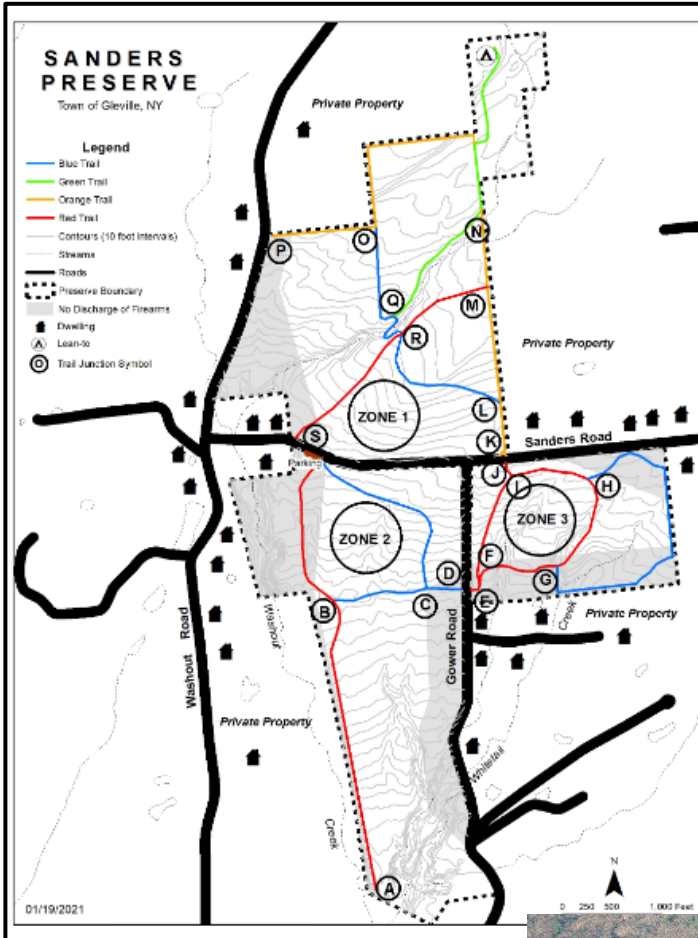 SANDERS
PRESERVE
Town of Gleville, NY
Legend
Blue Trail
Green Trail
Orange Trail
Red Trail
Contours (10 foot intervals)
Streams
Roads
Preserve Boundary
No Discharge of Firearms
Dwelling
Lean-to
O Trail Junction Symbol
Private Property
P
O
N
Q
M
R
Private Property
L
ZONE 1
S
K
Sanders Road
Parking
J
I
H
ZONE 2
ZONE 3
F
D
G
E
B
C
Private Property
Washout
Creek
Washout Road
Gower Road
Private Property
Whitetail
Creek
A
N
01/19/2021
0 250 500 1,000 Feet